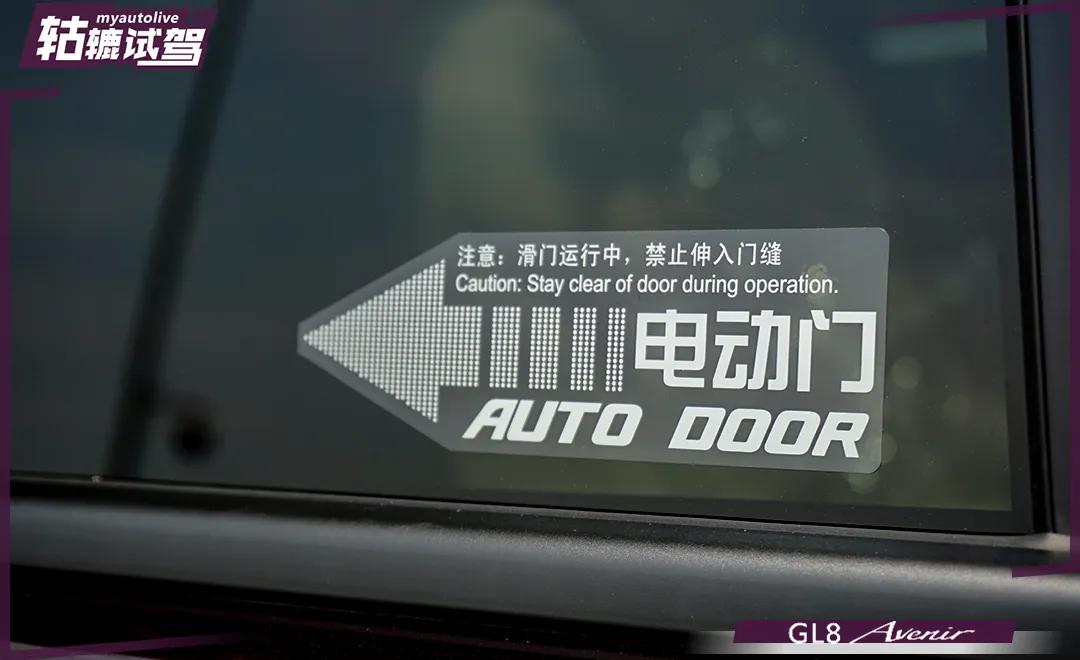 myautolive
轱辘试驾
注意：滑门运行中，禁止伸入门缝
Caution: Stay clear of door during operation.
电动门
AUTO DOOR
GL8 Avenir